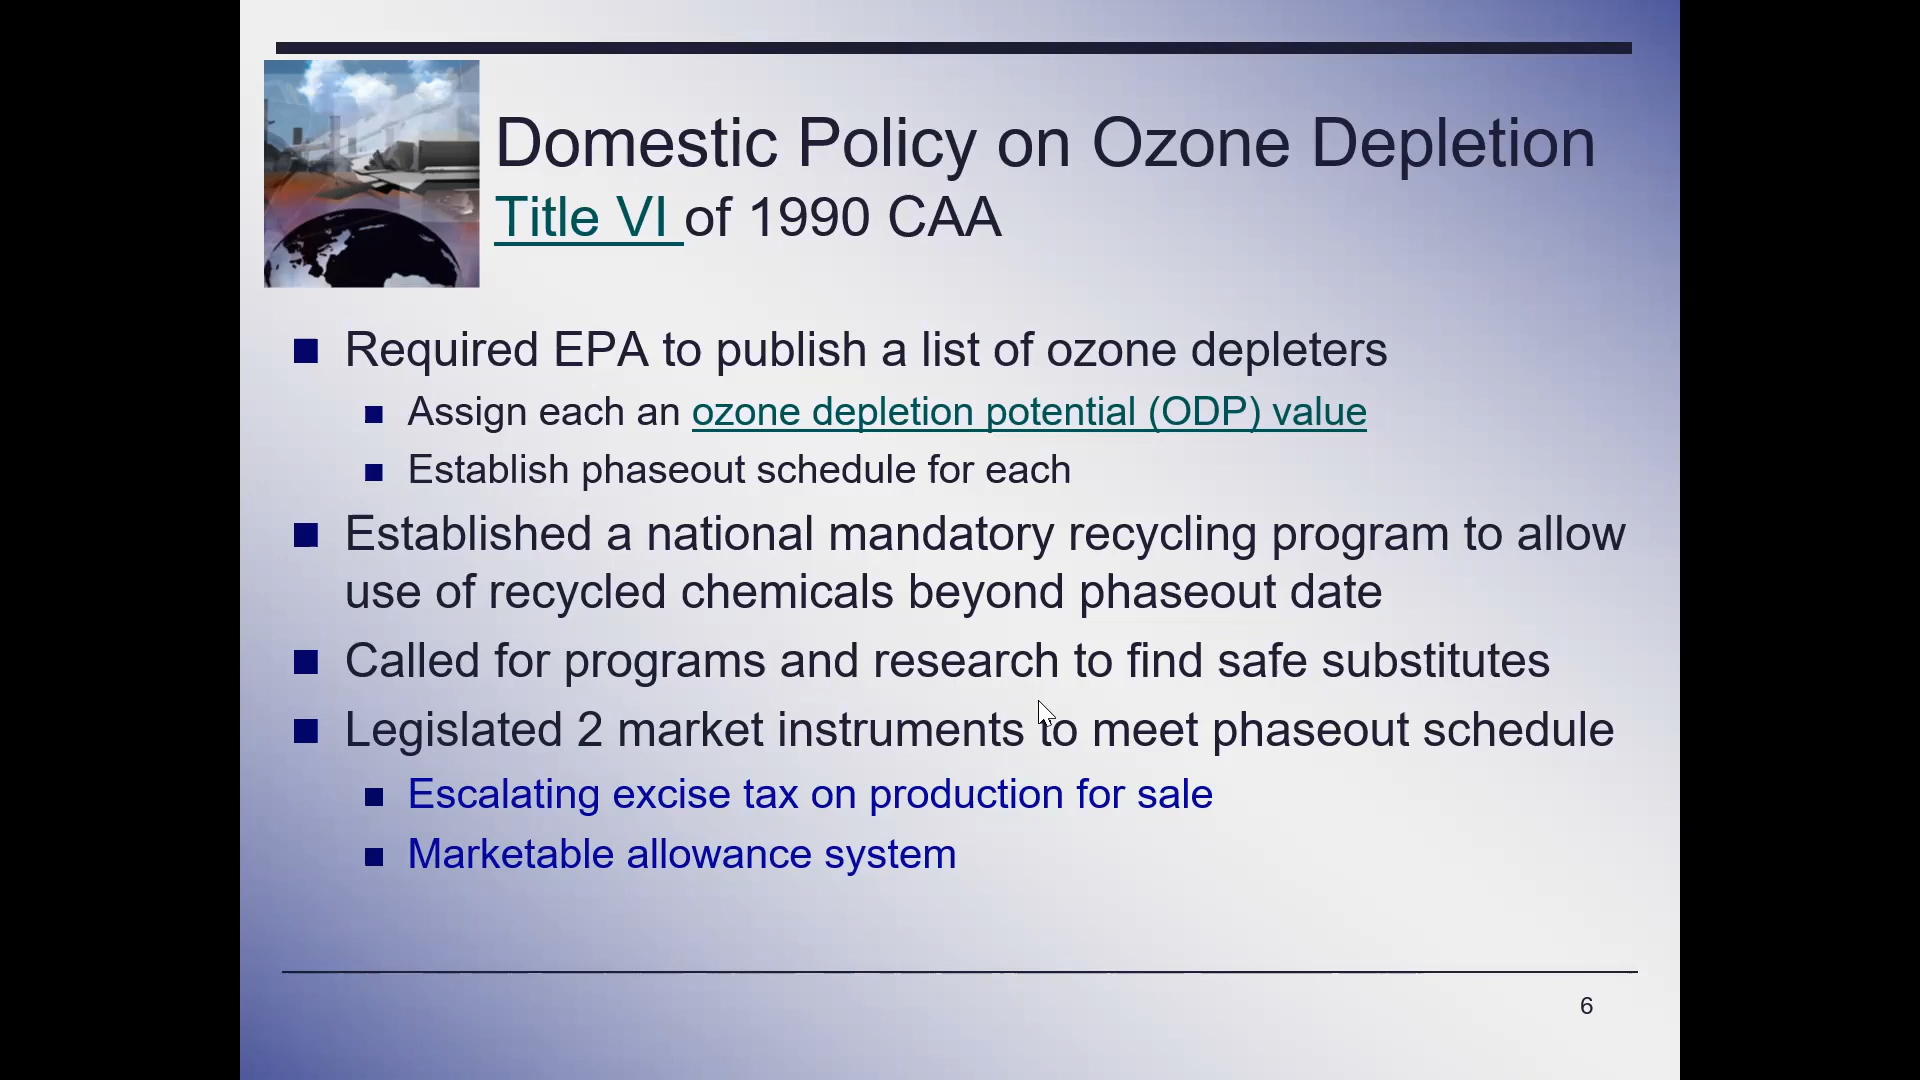 Domestic Policy on Ozone Depletion
Title VI of 1990 CAA
Required EPA to publish a list of ozone depleters
Assign each an ozone depletion potential (ODP) value
Establish phaseout schedule for each
Established a national mandatory recycling program to allow
use of recycled chemicals beyond phaseout date
Called for programs and research to find safe substitutes
Legislated 2 market instruments to meet phaseout schedule
Escalating excise tax on production for sale
Marketable allowance system
6